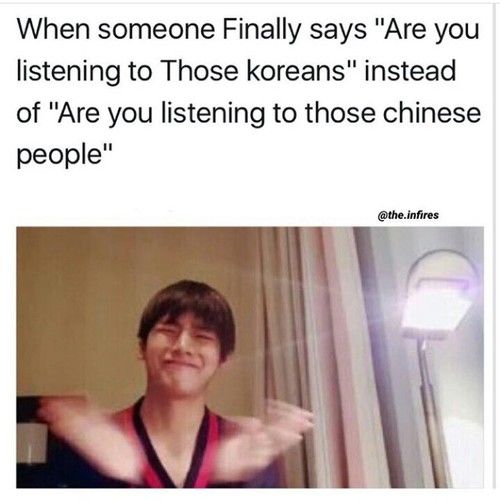 When someone Finally says "Are you
listening to Those koreans" instead
of "Are you listening to those chinese
people"
@the.infires